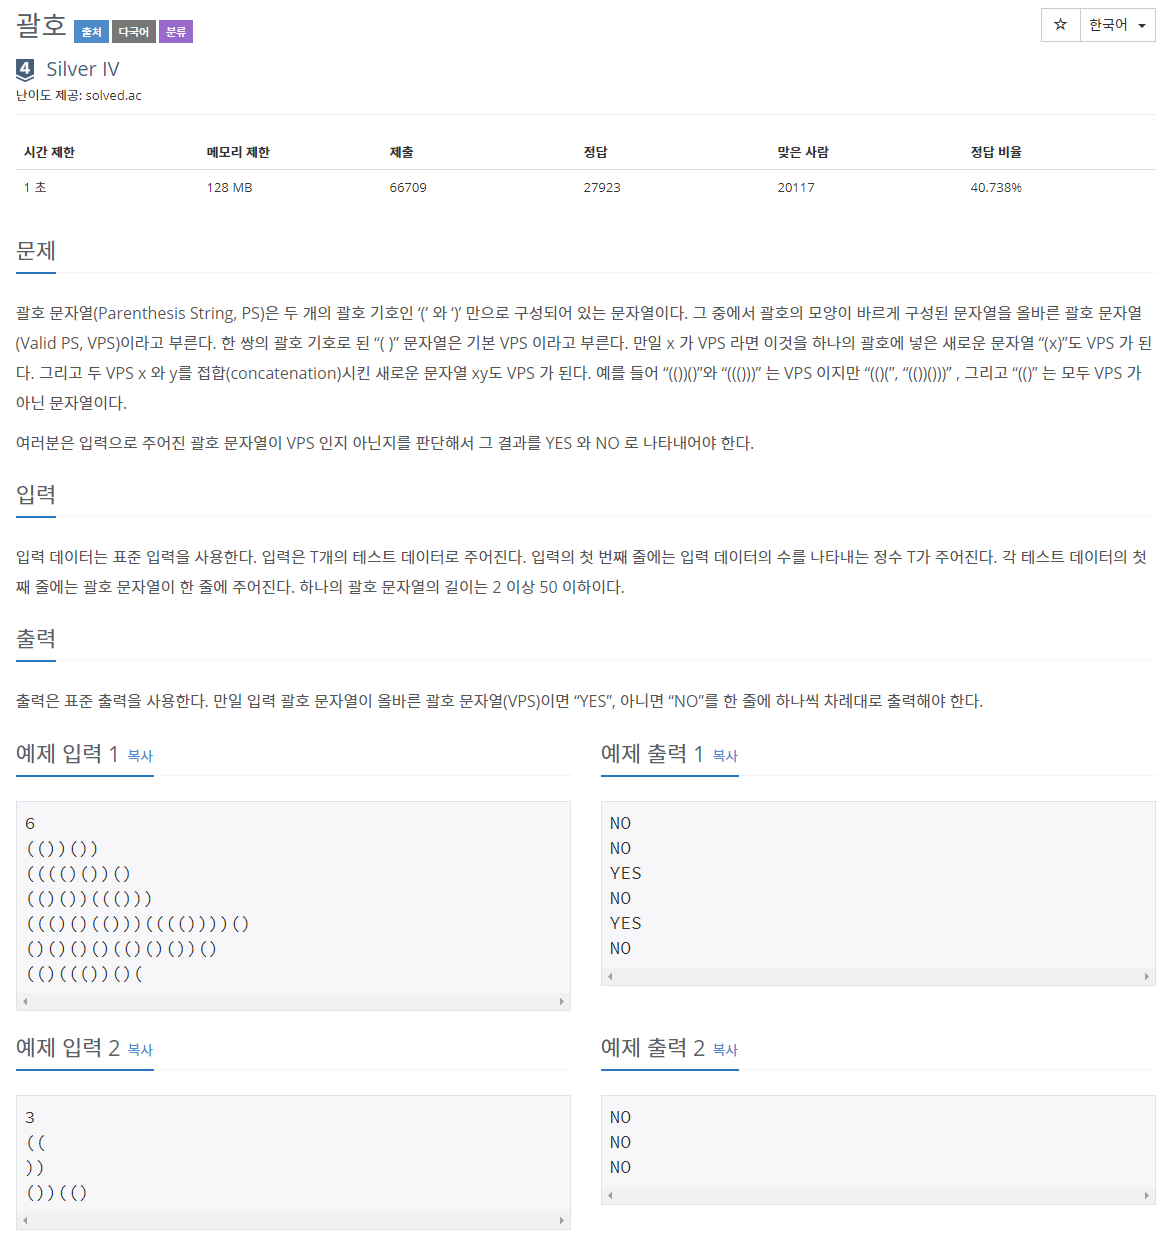 괄호 출처 다국어 분류
☆ 한국어
4 Silver IV
난이도 제공: solved.ac
시간 제한 메모리 제한 제출 정답 맞은 사람 정답 비율
1 초 128 MB 66709 27923 20117 40.738%
문제
괄호 문자열(Parenthesis String, PS)은 두 개의 괄호 기호인 ‘(’ 와 ‘)’ 만으로 구성되어 있는 문자열이다. 그 중에서 괄호의 모양이 바르게 구성된 문자열을 올바른 괄호 문자열
(Valid PS, VPS)이라고 부른다. 한 쌍의 괄호 기호로 된 “( )” 문자열은 기본 VPS 이라고 부른다. 만일 x 가 VPS 라면 이것을 하나의 괄호에 넣은 새로운 문자열 “(x)”도 VPS 가 된
다. 그리고 두 VPS x 와 y를 접합(concatenation)시킨 새로운 문자열 xy도 VPS 가 된다. 예를 들어 “(())()”와 “((()))” 는 VPS 이지만 “(()(”, “(())()))” , 그리고 “(()” 는 모두 VPS 가
아닌 문자열이다.
여러분은 입력으로 주어진 괄호 문자열이 VPS 인지 아닌지를 판단해서 그 결과를 YES 와 NO 로 나타내어야 한다.
입력
입력 데이터는 표준 입력을 사용한다. 입력은 T개의 테스트 데이터로 주어진다. 입력의 첫 번째 줄에는 입력 데이터의 수를 나타내는 정수 T가 주어진다. 각 테스트 데이터의 첫
째 줄에는 괄호 문자열이 한 줄에 주어진다. 하나의 괄호 문자열의 길이는 2 이상 50 이하이다.
출력
출력은 표준 출력을 사용한다. 만일 입력 괄호 문자열이 올바른 괄호 문자열(VPS)이면 “YES”, 아니면 “NO”를 한 줄에 하나씩 차례대로 출력해야 한다.
예제 입력 1 복사
6
(())())
(((()())()
(()())((()))
((()()(()))(((())))()
()()()()(()()())()
(()((())()(
예제 출력 1 복사
NO
NO
YES
NO
YES
NO
예제 입력 2 복사
3
((
))
())(()
예제 출력 2 복사
NO
NO
NO